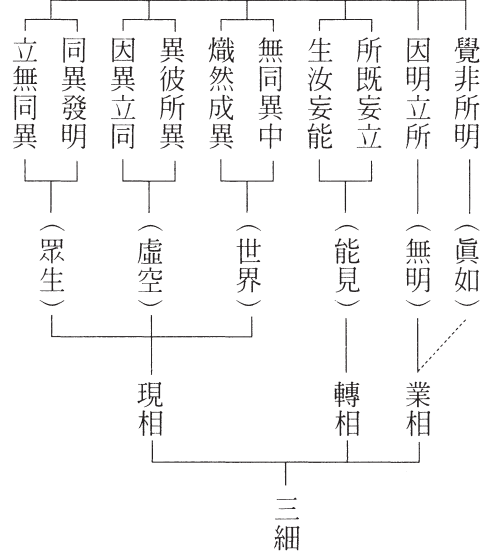 覺非所明
因明立所
所既妄立
生汝妄能
無同異中
熾然成異
異彼所異
因異立同
同異發明
立無同異
（眞如）
（無明）
（能見）
（世界）
（虛空）
（眾生）
業相
轉相
現相
三細